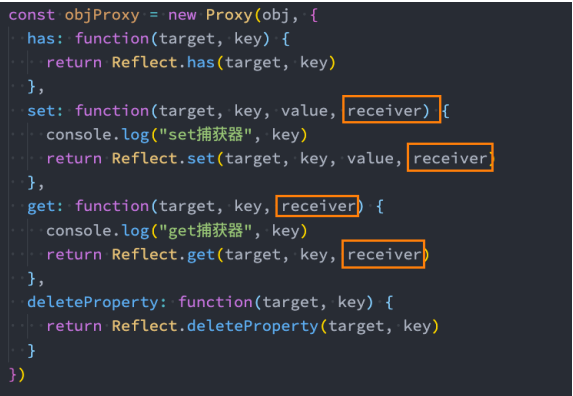 const objProxy = new Proxy(obj, {
has: function(target, key) {
return Reflect.has(target, key)
},
set: function(target, key, value, receiver) {
console.log("set捕获器", key)
return Reflect.set(target, key, value, receiver)
},
get: function(target, key, receiver) {
console.log("get捕获器", key)
return Reflect.get(target, key, receiver)
},
deleteProperty: function(target, key) {
return Reflect.deleteProperty(target, key)
}
})